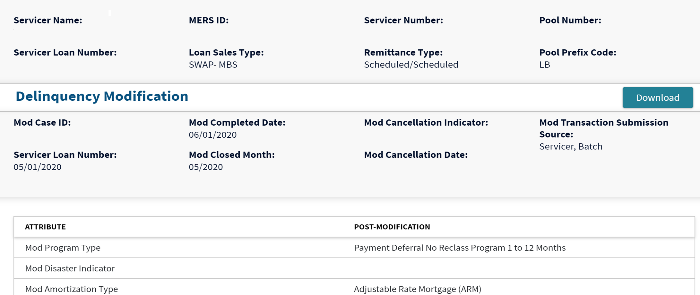 Servicer Name: MERS ID: Servicer Number: Pool Number:
Servicer Loan Number: Loan Sales Type: Remittance Type: Pool Prefix Code:
SWAP- MBS Scheduled/Scheduled LB
Delinquency Modification Download
Mod Case ID: Mod Completed Date: Mod Cancellation Indicator: Mod Transaction Submission
06/01/2020 Source:
Servicer, Batch
Servicer Loan Number: Mod Closed Month: Mod Cancellation Date:
05/01/2020 05/2020
ATTRIBUTE POST-MODIFICATION
Mod Program Type Payment Deferral No Reclass Program 1 to 12 Months
Mod Disaster Indicator
Mod Amortization Type Adjustable Rate Mortgage (ARM)